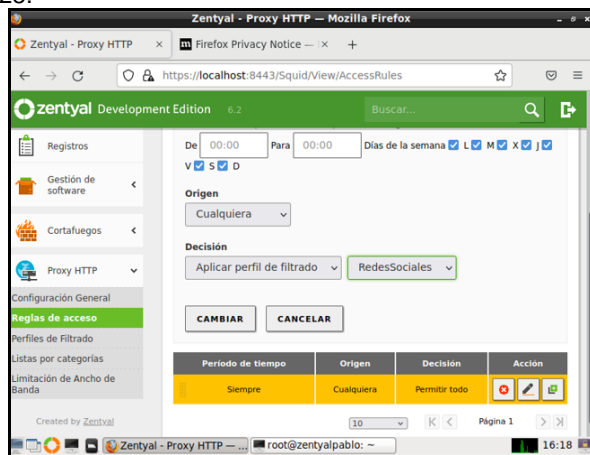 Zentyal - Proxy HTTP — Mozilla Firefox
Zentyal - Proxy HTTP × Firefox Privacy Notice — × +
https://localhost:8443/Squid/View/AccessRules
zentyal Development Edition 6.2 Buscar...
Registros
Gestión de software
Cortafuegos
Proxy HTTP
Configuración General
Reglas de acceso
Perfiles de Filtrado
Listas por categorías
Limitación de Ancho de Banda
Created by Zentyal
De 00:00 Para 00:00 Días de la semana L M X J
V S D
Origen
Cualquiera
Decisión
Aplicar perfil de filtrado RedesSociales
CAMBIAR CANCELAR
Período de tiempo Origen Decisión Acción
Siempre Cualquiera Permitir todo
10 Página 1
Zentyal - Proxy HTTP — ... root@zentyalpablo: ~ 16:18